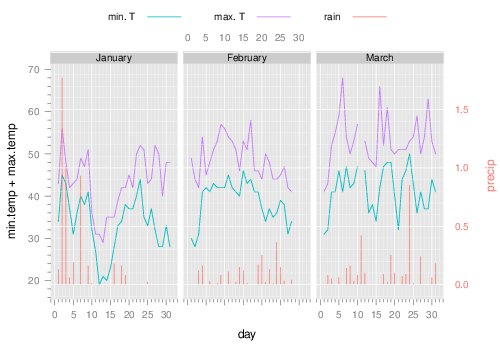 min. T max. T rain
0 5 10 15 20 25 30
January February March
70
60
50
40
30
20
1.5
1.0
0.5
0.0
min.temp + max.temp
precip
0 5 10 15 20 25 30 0 5 10 15 20 25 30
day